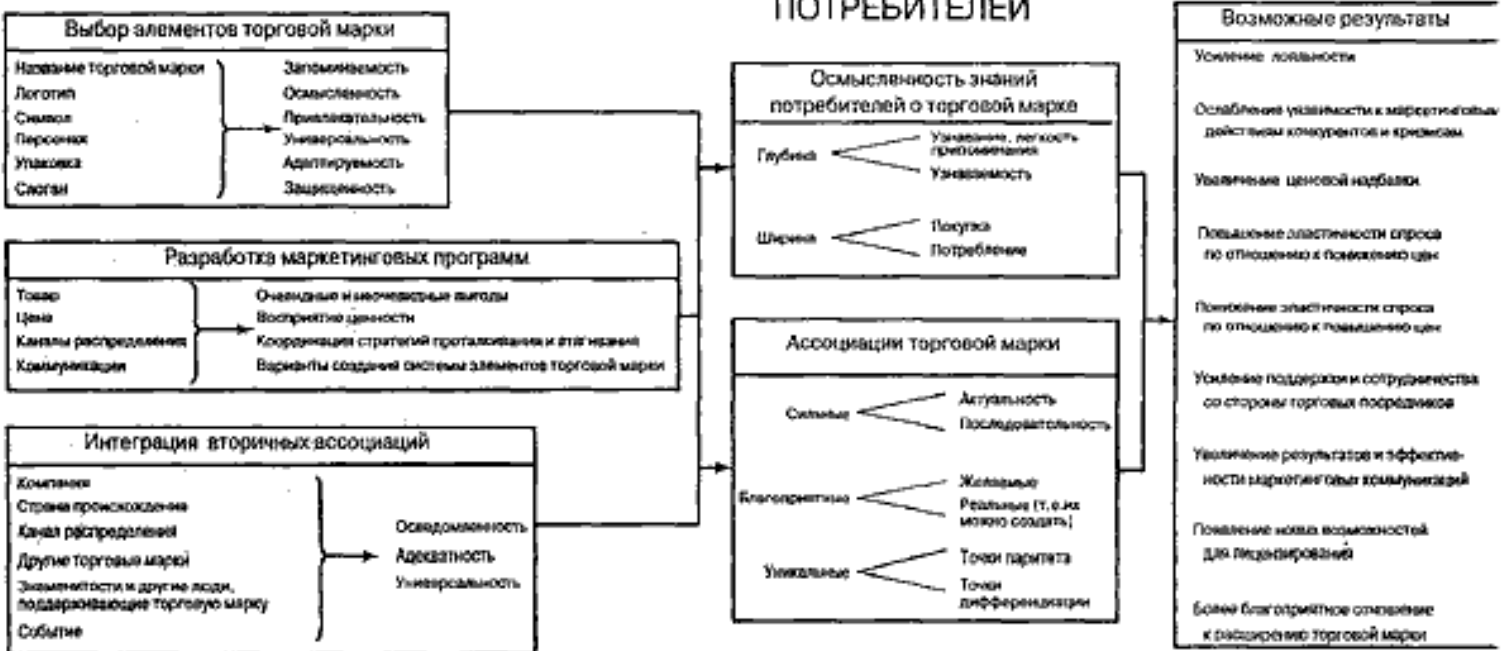 ПОТРЕБИТЕЛЕЙ
Выбор элементов торговой марки
Название торговой марки
Логотип
Символ
Персонаж
Упаковка
Слоган
Запоминаемость
Осмысленность
Привлекательность
Универсальность
Адаптируемость
Защищенность
Разработка маркетинговых программ
Товар
Цена
Каналы распределения
Коммуникации
Очевидные и неочевидные выгоды
Восприятие ценности
Координация стратегий проталкивания и втягивания
Варианты создания системы элементов торговой марки
Интеграция вторичных ассоциаций
Компания
Страна происхождения
Канал распределения
Другие торговые марки
Знаменитости и другие люди,
поддерживающие торговую марку
Событие
Осведомленность
Адекватность
Универсальность
Осмысленность знаний
потребителей о торговой марке
Глубина
Узнавание, легкость
припоминания
Узнаваемость
Ширина
Покупка
Потребление
Ассоциации торговой марки
Сильные
Актуальность
Последовательность
Благоприятные
Желаемые
Реальные (т.е.их
можно создать)
Уникальные
Точки паритета
Точки
дифференциации
Возможные результаты
Усиление лояльности
Ослабление уязвимости к маркетинговым
действиям конкурентов и кризисам
Увеличение ценовой надбавки
Повышение эластичности спроса
по отношению к понижению цен
Понижение эластичности спроса
по отношению к повышению цен
Усиление поддержки и сотрудничества
со стороны торговых посредников
Увеличение результатов и эффектив-
ности маркетинговых коммуникаций
Появление новых возможностей
для лицензирования
Более благоприятное отношение
к расширению торговой марки